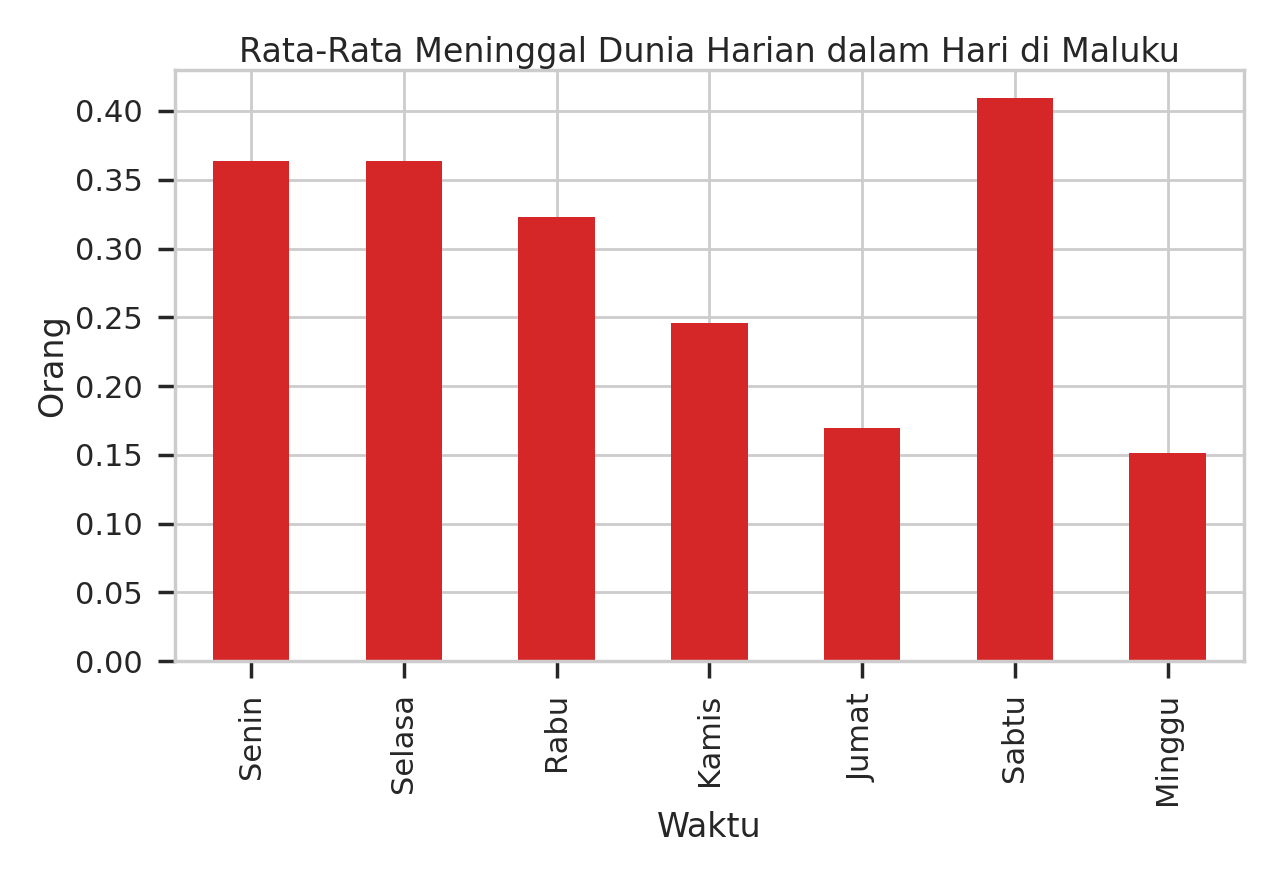 Rata-Rata Meninggal Dunia Harian dalam Hari di Maluku
0.40
0.35
0.30
0.25
0.20
0.15
0.10
0.05
0.00
Orang
Senin
Selasa
Rabu
Kamis
Jumat
Sabtu
Minggu
Waktu